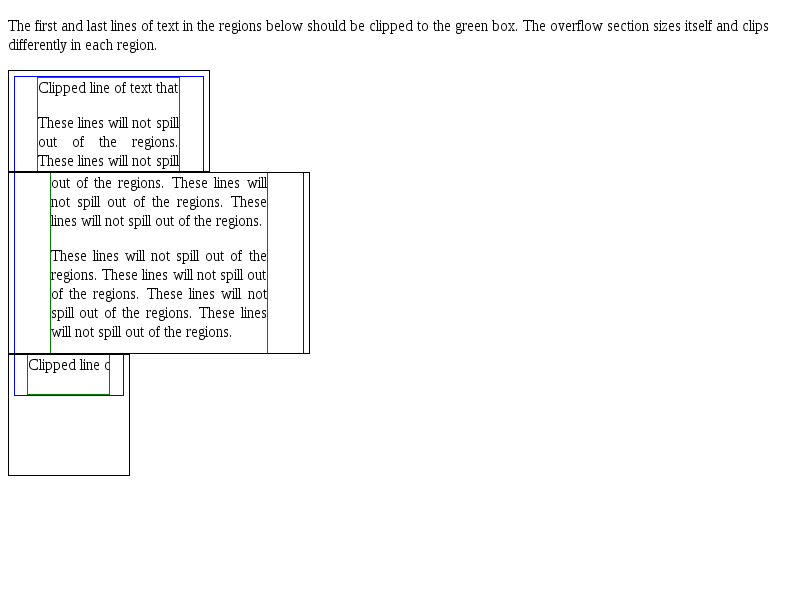 The first and last lines of text in the regions below should be clipped to the green box. The overflow section sizes itself and clips
differently in each region.
Clipped line of text that
These lines will not spill
out of the regions.
These lines will not spill
out of the regions. These lines will
not spill out of the regions. These
lines will not spill out of the regions.
These lines will not spill out of the
regions. These lines will not spill out
of the regions. These lines will not
spill out of the regions. These lines
will not spill out of the regions.
Clipped line